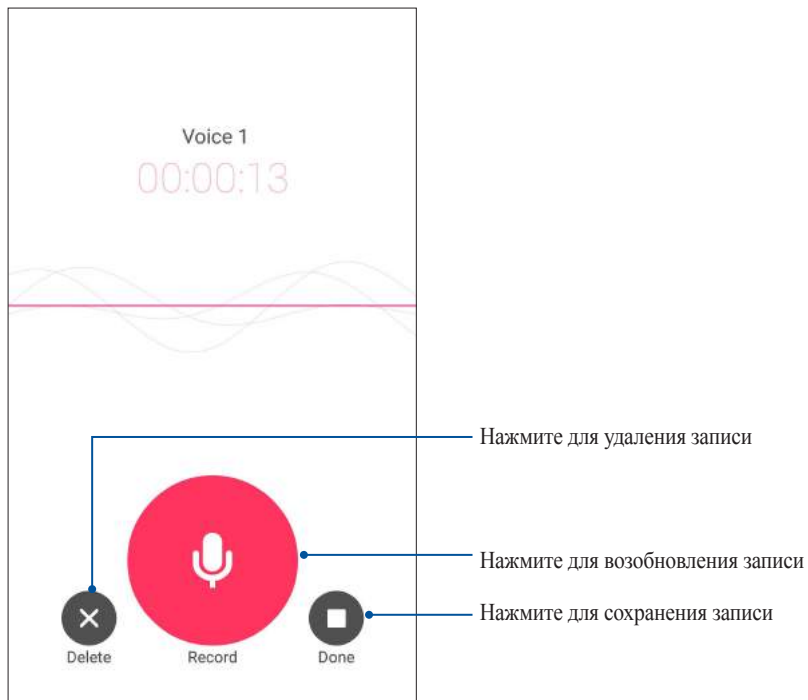 Voice 1
00:00:13
Нажмите для удаления записи
Нажмите для возобновления записи
Нажмите для сохранения записи
Delete
Record
Done